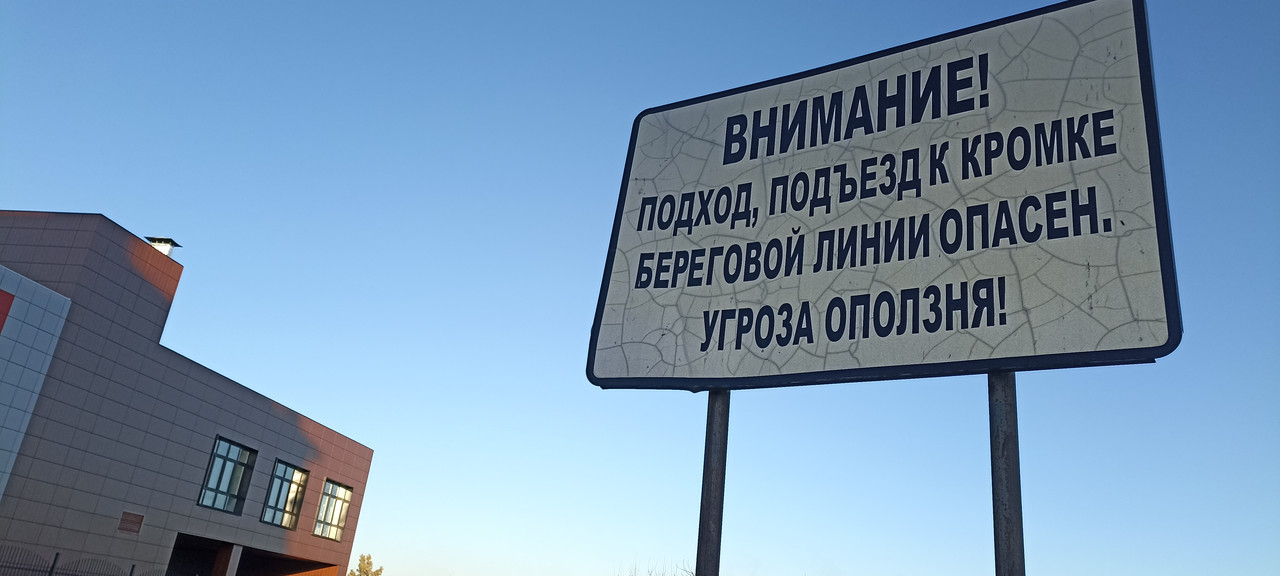 ВНИМАНИЕ!
ПОДХОД, ПОДЪЕЗД К КРОМКЕ
БЕРЕГОВОЙ ЛИНИИ ОПАСЕН.
УГРОЗА ОПОЛЗНЯ!